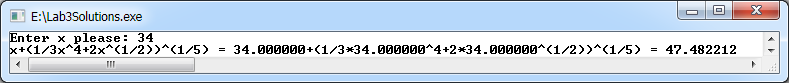 E:\Lab3Solutions.exe
Enter x please: 34
x+(1/3x^4+2x^(1/2))^(1/5) = 34.000000+(1/3*34.000000^4+2*34.000000^(1/2))^(1/5) = 47.482212